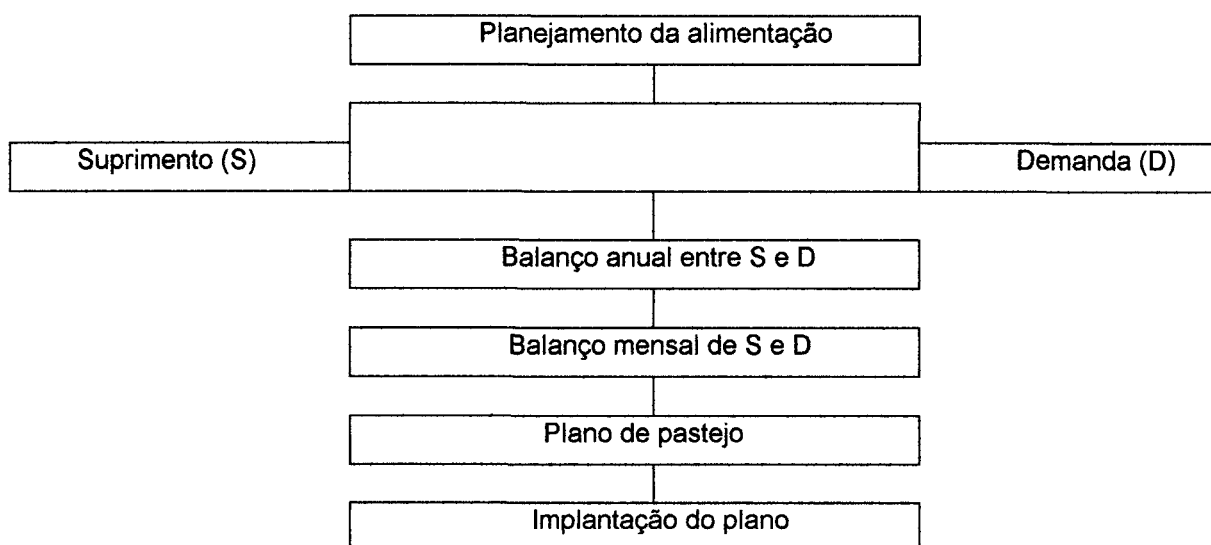 Planejamento da alimentação
Suprimento (S)
Demanda (D)
Balanço anual entre S e D
Balanço mensal de S e D
Plano de pastejo
Implantação do plano